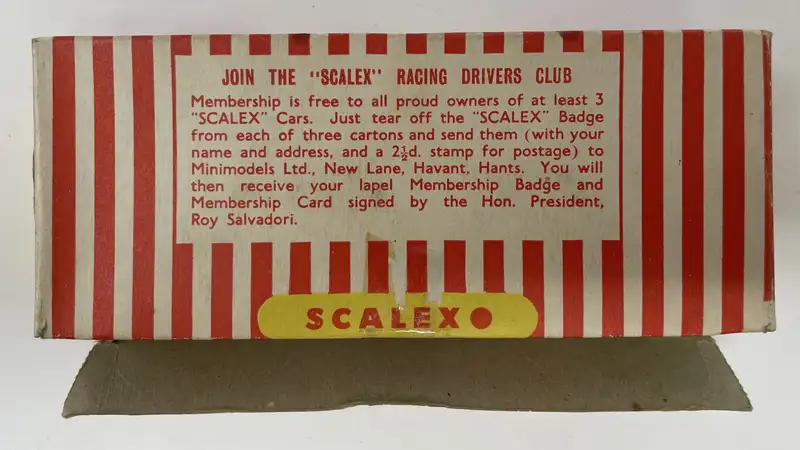 JOIN THE "SCALEX" RACING DRIVERS CLUB
Membership is free to all proud owners of at least 3
"SCALEX" Cars. Just tear off the "SCALEX" Badge
from each of three cartons and send them (with your
name and address, and a 2½d. stamp for postage) to
Minimodels Ltd., New Lane, Havant, Hants. You will
then receive your lapel Membership Badge and
Membership Card signed by the Hon. President,
Roy Salvadori.
SCALEX